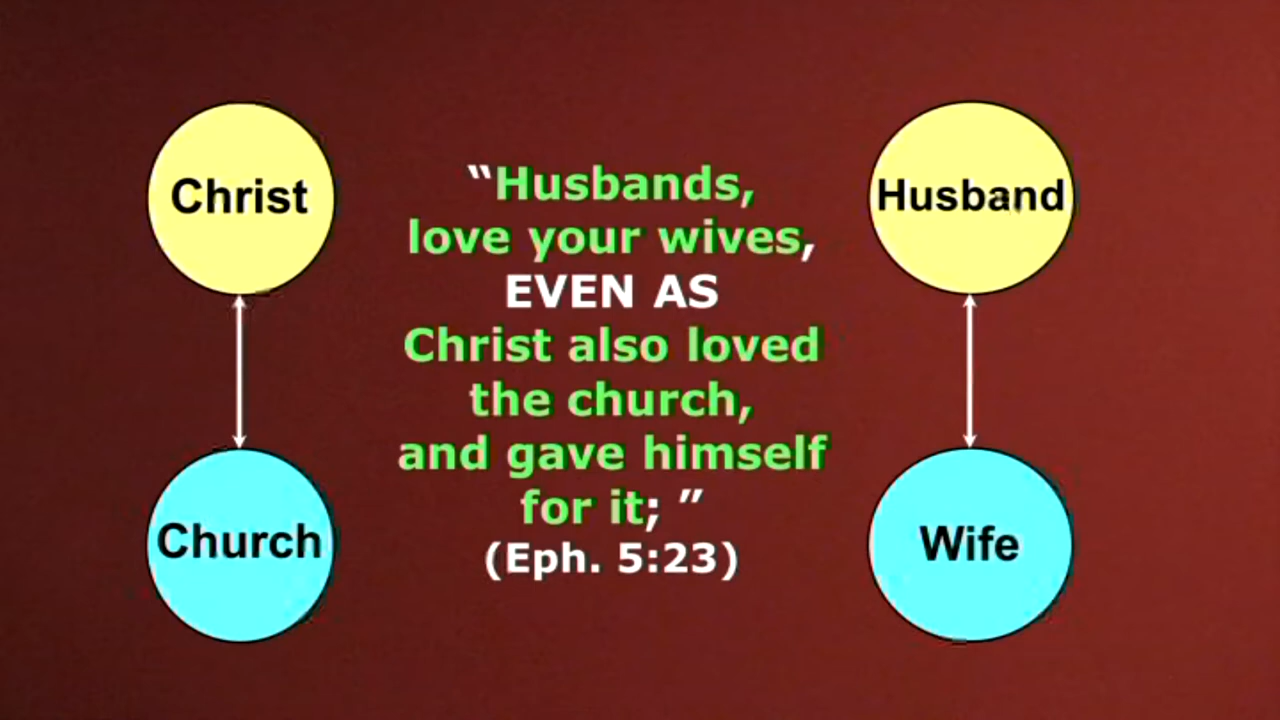 Christ
Church
“Husbands,
love your wives,
EVEN AS
Christ also loved
the church,
and gave himself
for it; ”
(Eph. 5:23)
Husband
Wife